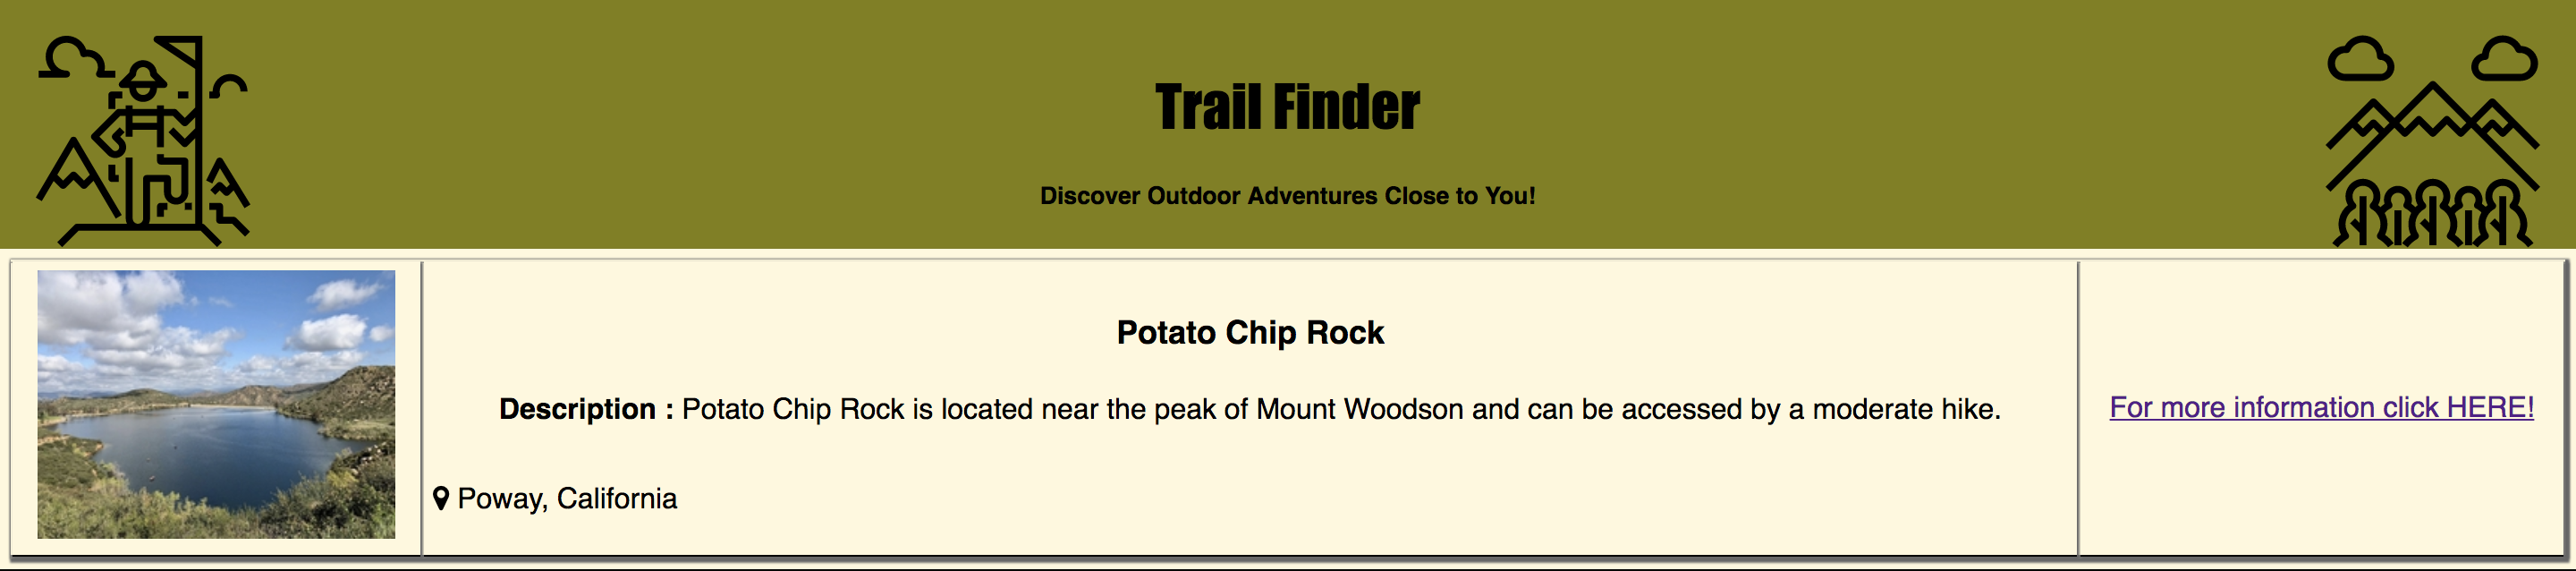 Trail Finder
Discover Outdoor Adventures Close to You!
Potato Chip Rock
Description : Potato Chip Rock is located near the peak of Mount Woodson and can be accessed by a moderate hike.
For more information click HERE!
Poway, California